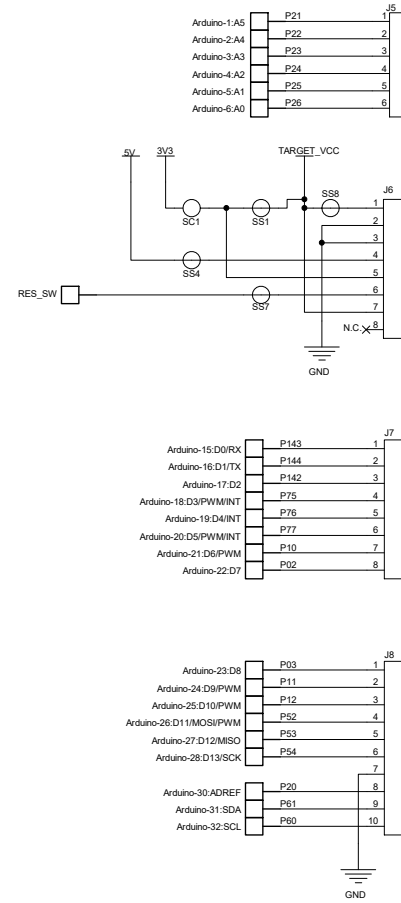 J5
Arduino-1:A5 P21 1
Arduino-2:A4 P22 2
Arduino-3:A3 P23 3
Arduino-4:A2 P24 4
Arduino-5:A1 P25 5
Arduino-6:A0 P26 6
5V 3V3 TARGET_VCC
SS8 J6
1
SC1 SS1 2
3
4
SS4 5
RES_SW 6
SS7 7
N.C. 8
GND
J7
Arduino-15:D0/RX P143 1
Arduino-16:D1/TX P144 2
Arduino-17:D2 P142 3
Arduino-18:D3/PWM/INT P75 4
Arduino-19:D4/INT P76 5
Arduino-20:D5/PWM/INT P77 6
Arduino-21:D6/PWM P10 7
Arduino-22:D7 P02 8
J8
Arduino-23:D8 P03 1
Arduino-24:D9/PWM P11 2
Arduino-25:D10/PWM P12 3
Arduino-26:D11/MOSI/PWM P52 4
Arduino-27:D12/MISO P53 5
Arduino-28:D13/SCK P54 6
7
Arduino-30:ADREF P20 8
Arduino-31:SDA P61 9
Arduino-32:SCL P60 10
GND